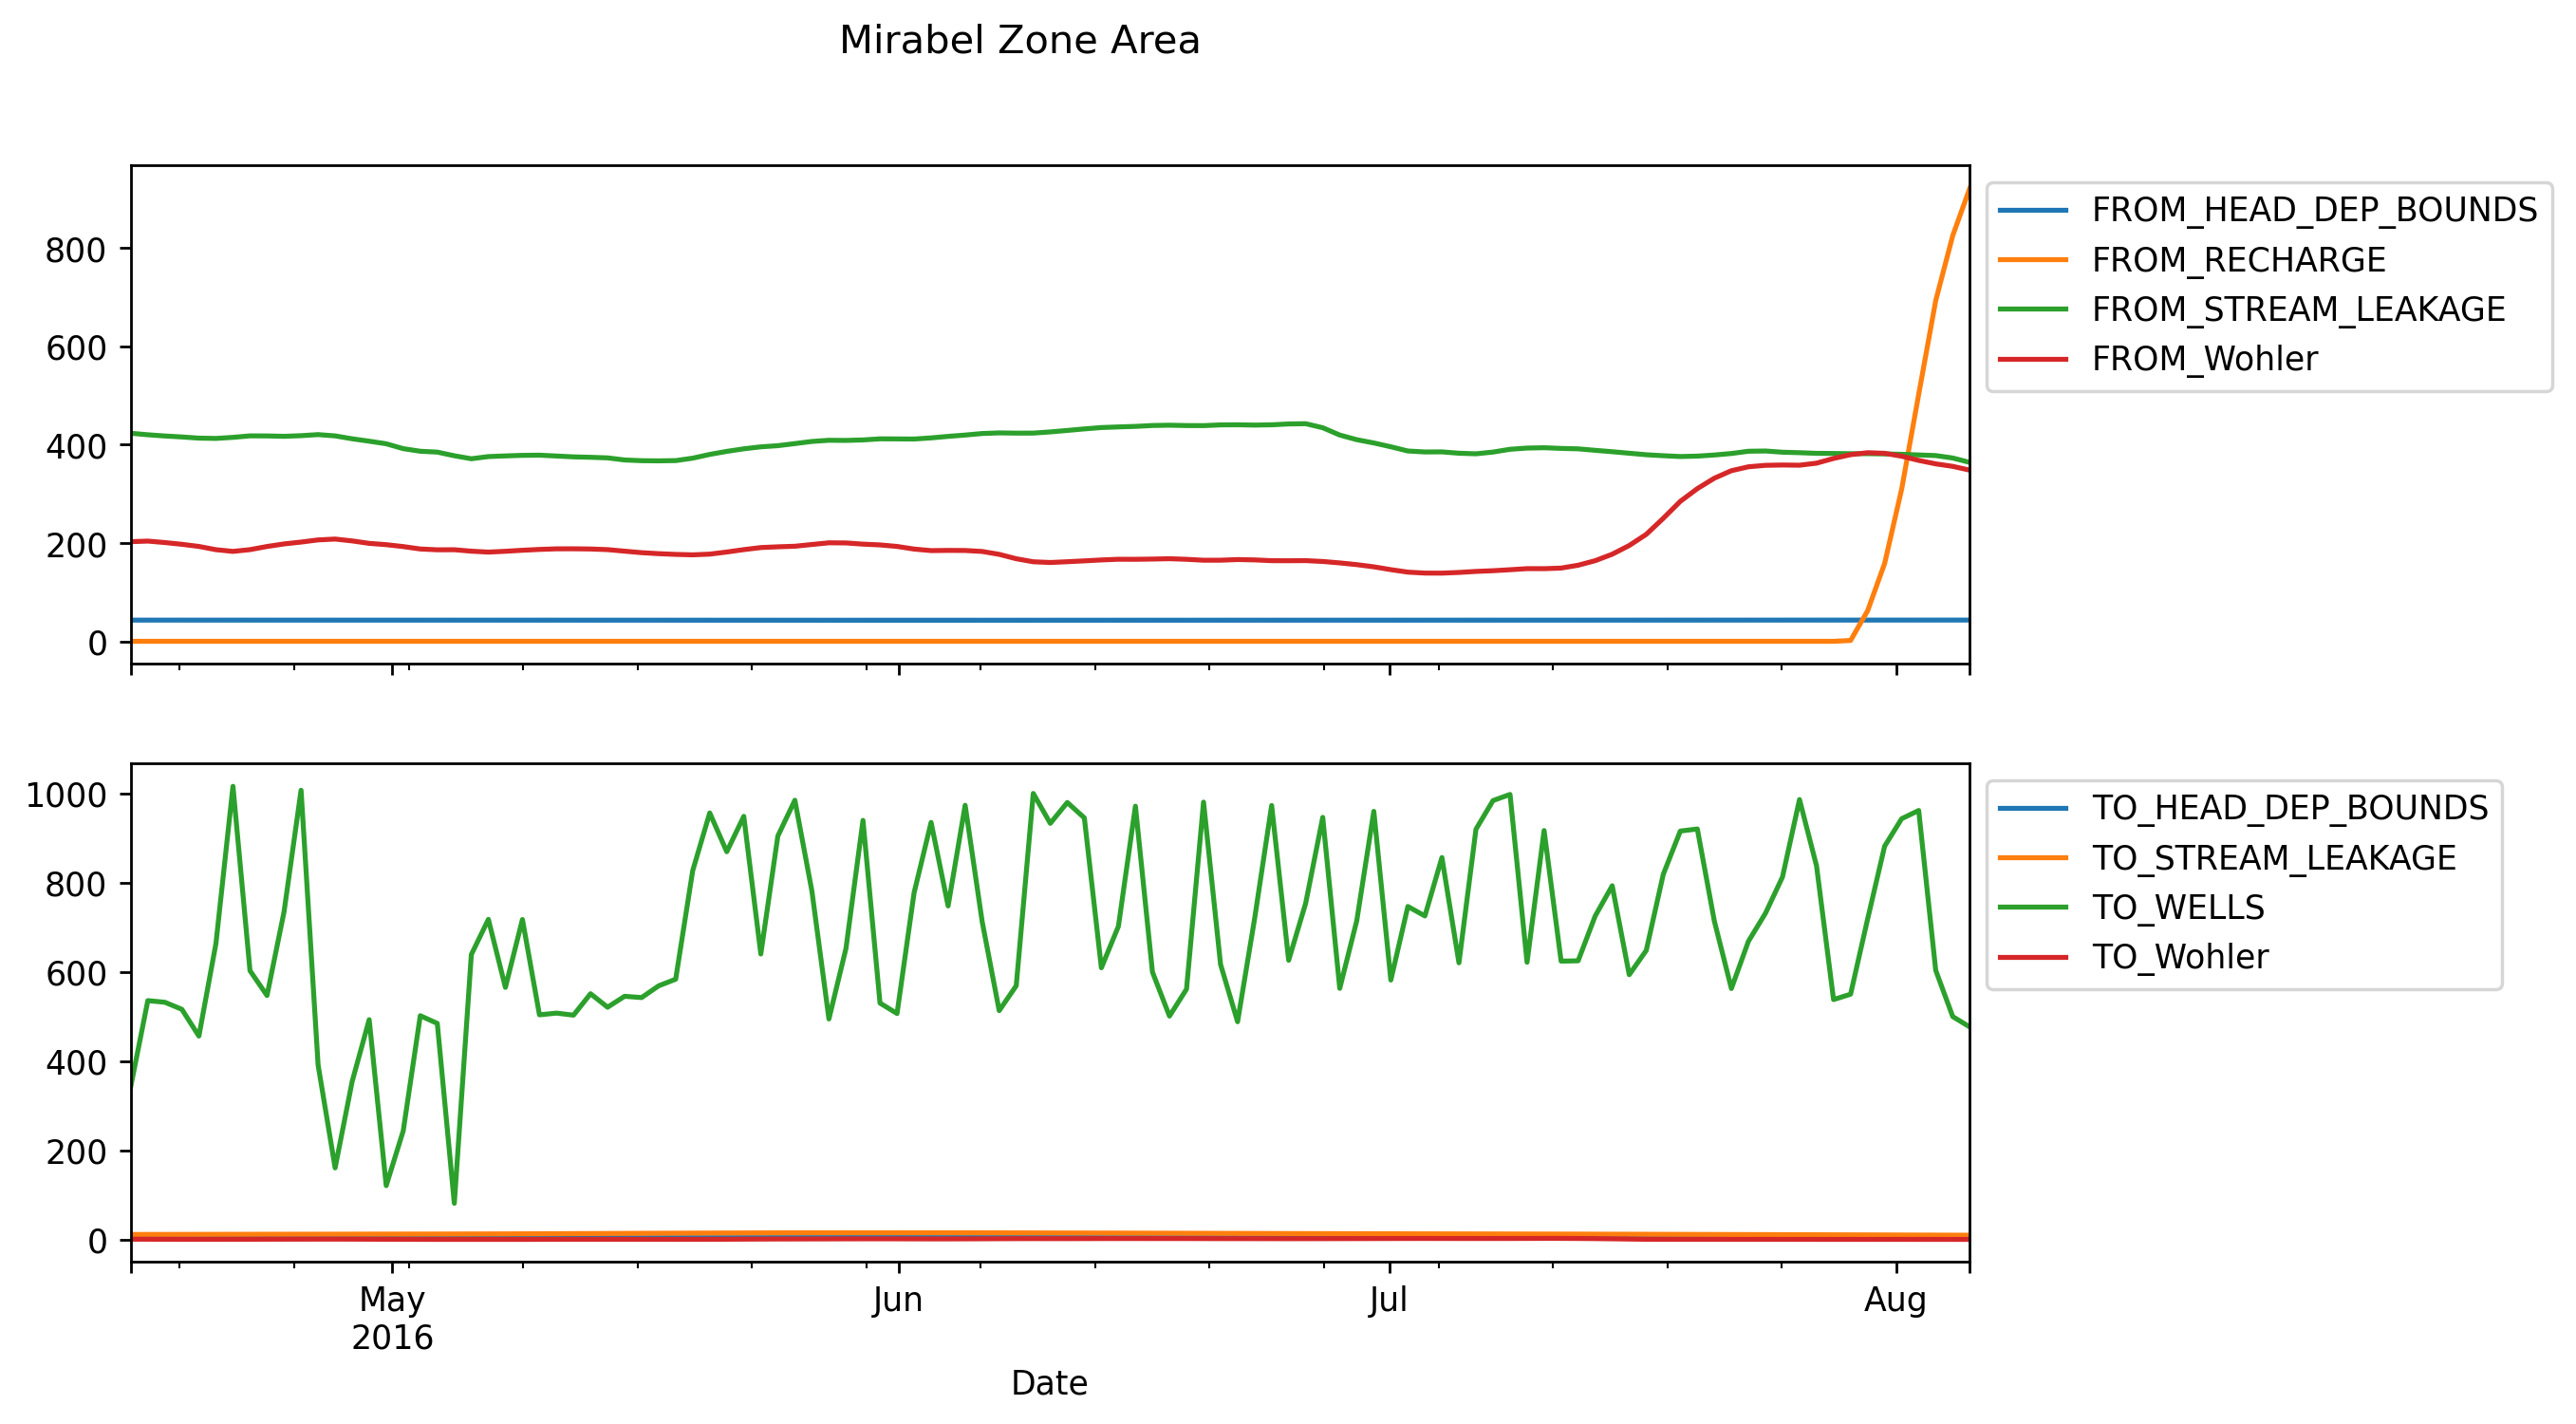 Mirabel Zone Area
800
600
400
200
0
FROM_HEAD_DEP_BOUNDS
FROM_RECHARGE
FROM_STREAM_LEAKAGE
FROM_Wohler
1000
800
600
400
200
0
TO_HEAD_DEP_BOUNDS
TO_STREAM_LEAKAGE
TO_WELLS
TO_Wohler
May
2016
Jun
Jul
Aug
Date